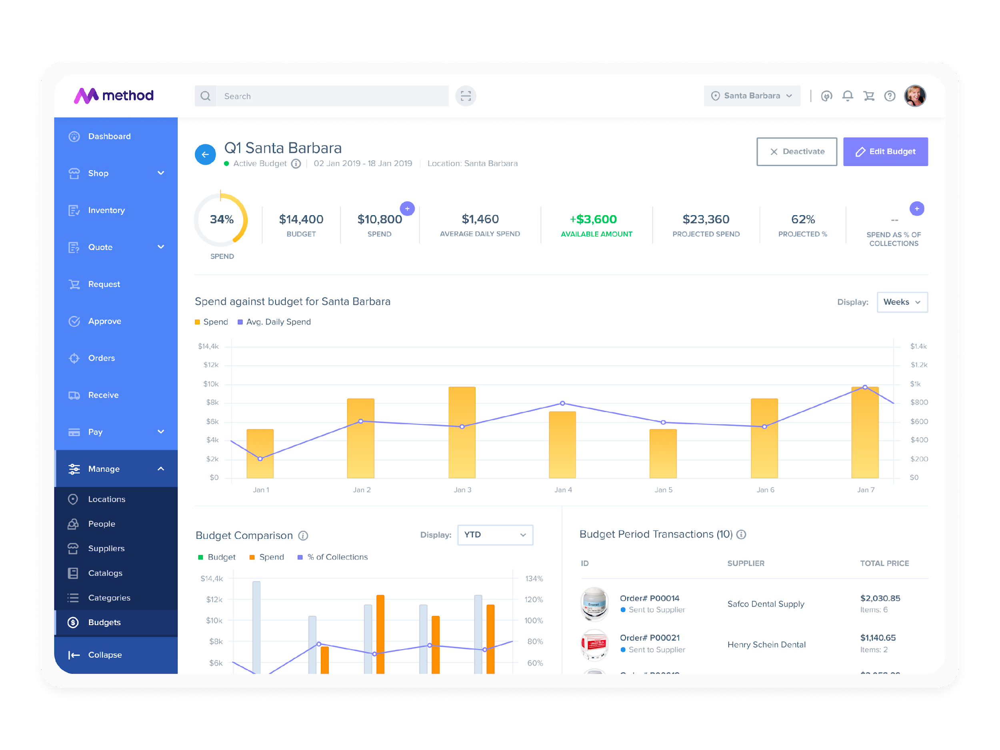 method
Search
Santa Barbara
Dashboard
Shop
Inventory
Quote
Request
Approve
Orders
Receive
Pay
Manage
Locations
People
Suppliers
Catalogs
Categories
Budgets
Collapse
Q1 Santa Barbara
Active Budget
02 Jan 2019 - 18 Jan 2019
Location: Santa Barbara
Deactivate
Edit Budget
34%
SPEND
$14,400
BUDGET
$10,800
SPEND
$1,460
AVERAGE DAILY SPEND
+$3,600
AVAILABLE AMOUNT
$23,360
PROJECTED SPEND
62%
PROJECTED %
--
SPEND AS % OF
COLLECTIONS
Spend against budget for Santa Barbara
Display:
Weeks
Spend
Avg. Daily Spend
$14,4k
$12k
$10k
$8k
$6k
$4k
$2k
$0
$1.4k
$1.2k
$1k
$800
$600
$400
$200
$0
Jan 1
Jan 2
Jan 3
Jan 4
Jan 5
Jan 6
Jan 7
Budget Comparison
Display:
YTD
Budget
Spend
% of Collections
$14,4k
$12k
$10k
$8k
$6k
134%
120%
100%
80%
60%
Budget Period Transactions (10)
ID
SUPPLIER
TOTAL PRICE
Enamel
Order# P00014
Sent to Supplier
Safco Dental Supply
$2,030.85
Items: 6
Order# P00021
Sent to Supplier
Henry Schein Dental
$1,140.65
Items: 2